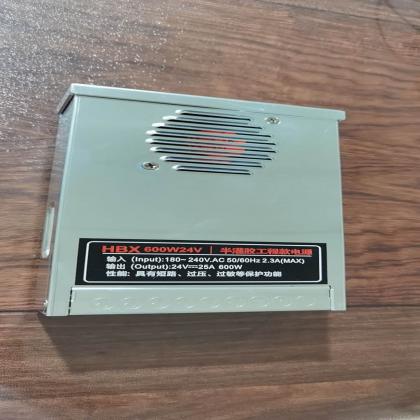 HBX 600W24V | 半灌胶工程款电源
输入 (Input):180~ 240V.AC 50/60Hz 2.3A(MAX)
输出 (Output):24V⎓25A 600W
性能: 具有短路、过压、过敏等保护功能